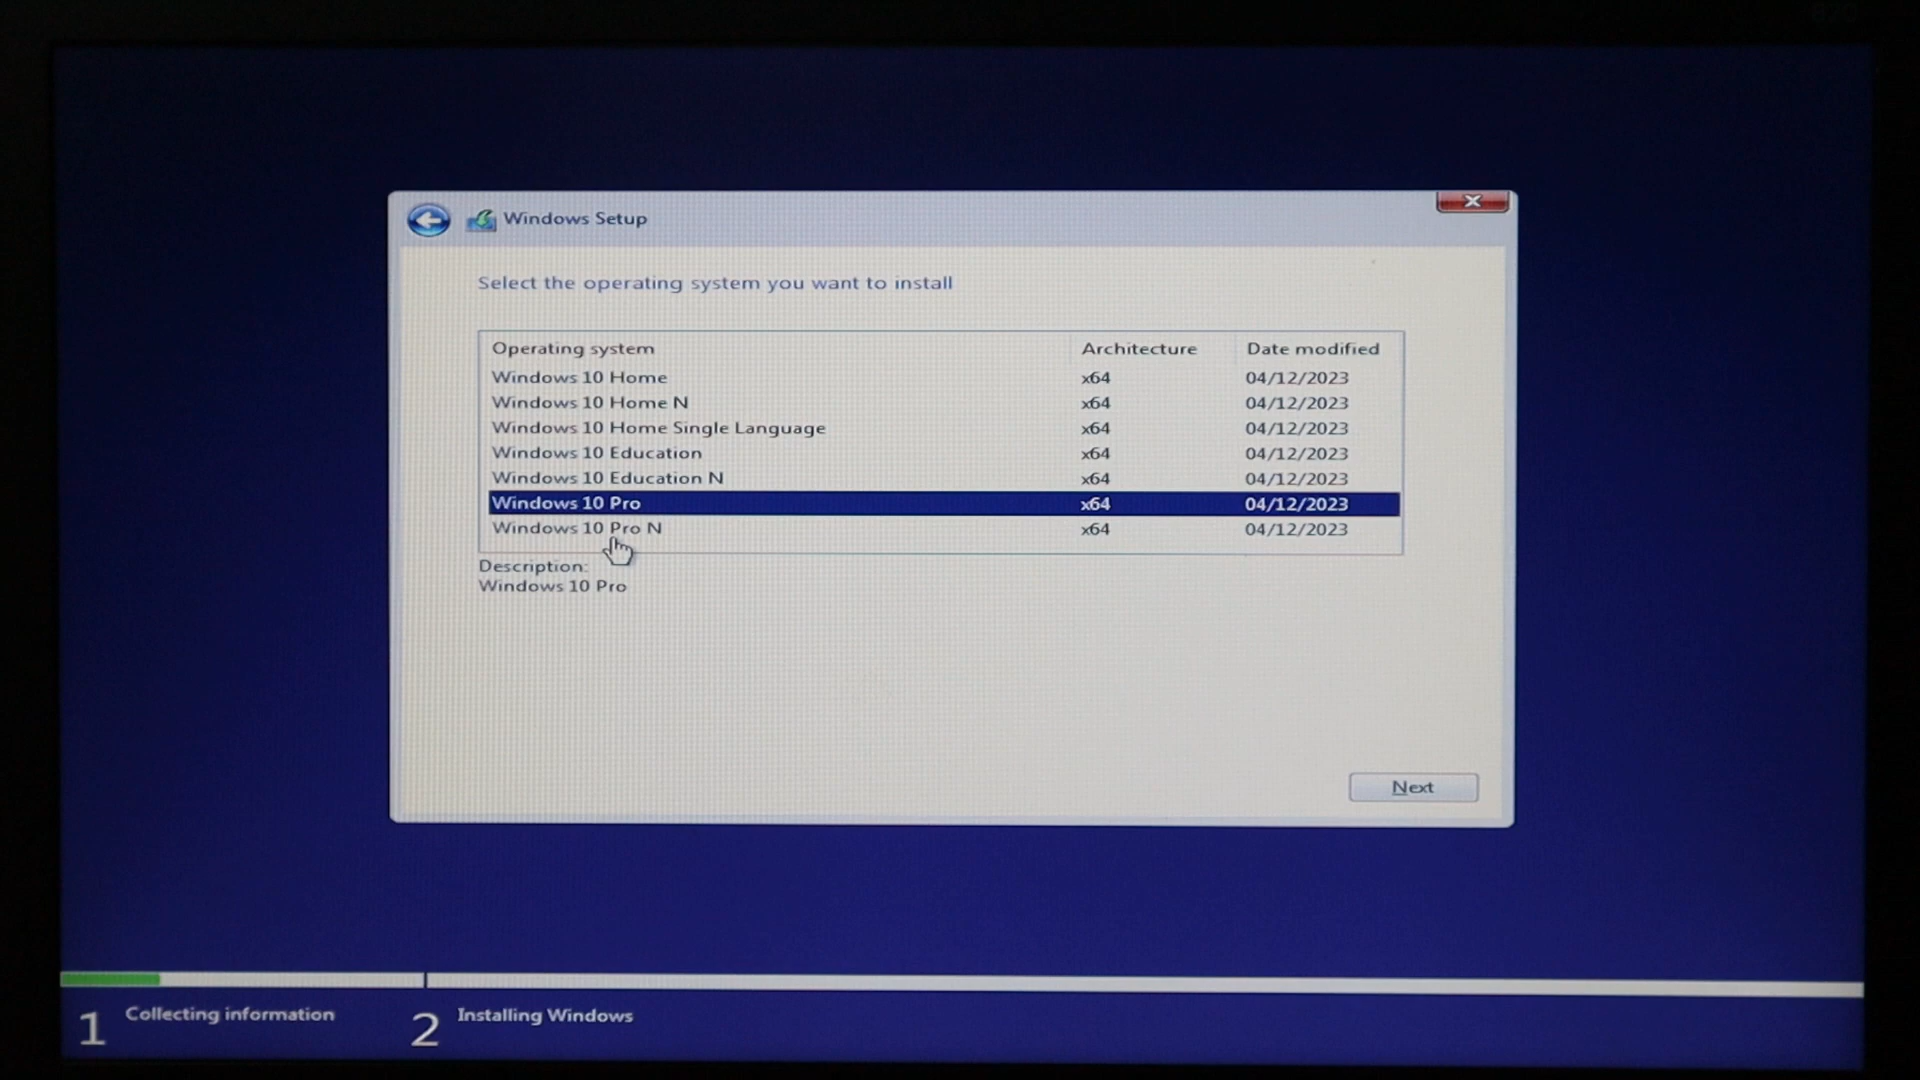 Windows Setup
Select the operating system you want to install
Operating system Architecture Date modified
Windows 10 Home x64 04/12/2023
Windows 10 Home N x64 04/12/2023
Windows 10 Home Single Language x64 04/12/2023
Windows 10 Education x64 04/12/2023
Windows 10 Education N x64 04/12/2023
Windows 10 Pro x64 04/12/2023
Windows 10 Pro N x64 04/12/2023
Description:
Windows 10 Pro
Next
1 Collecting information 2 Installing Windows